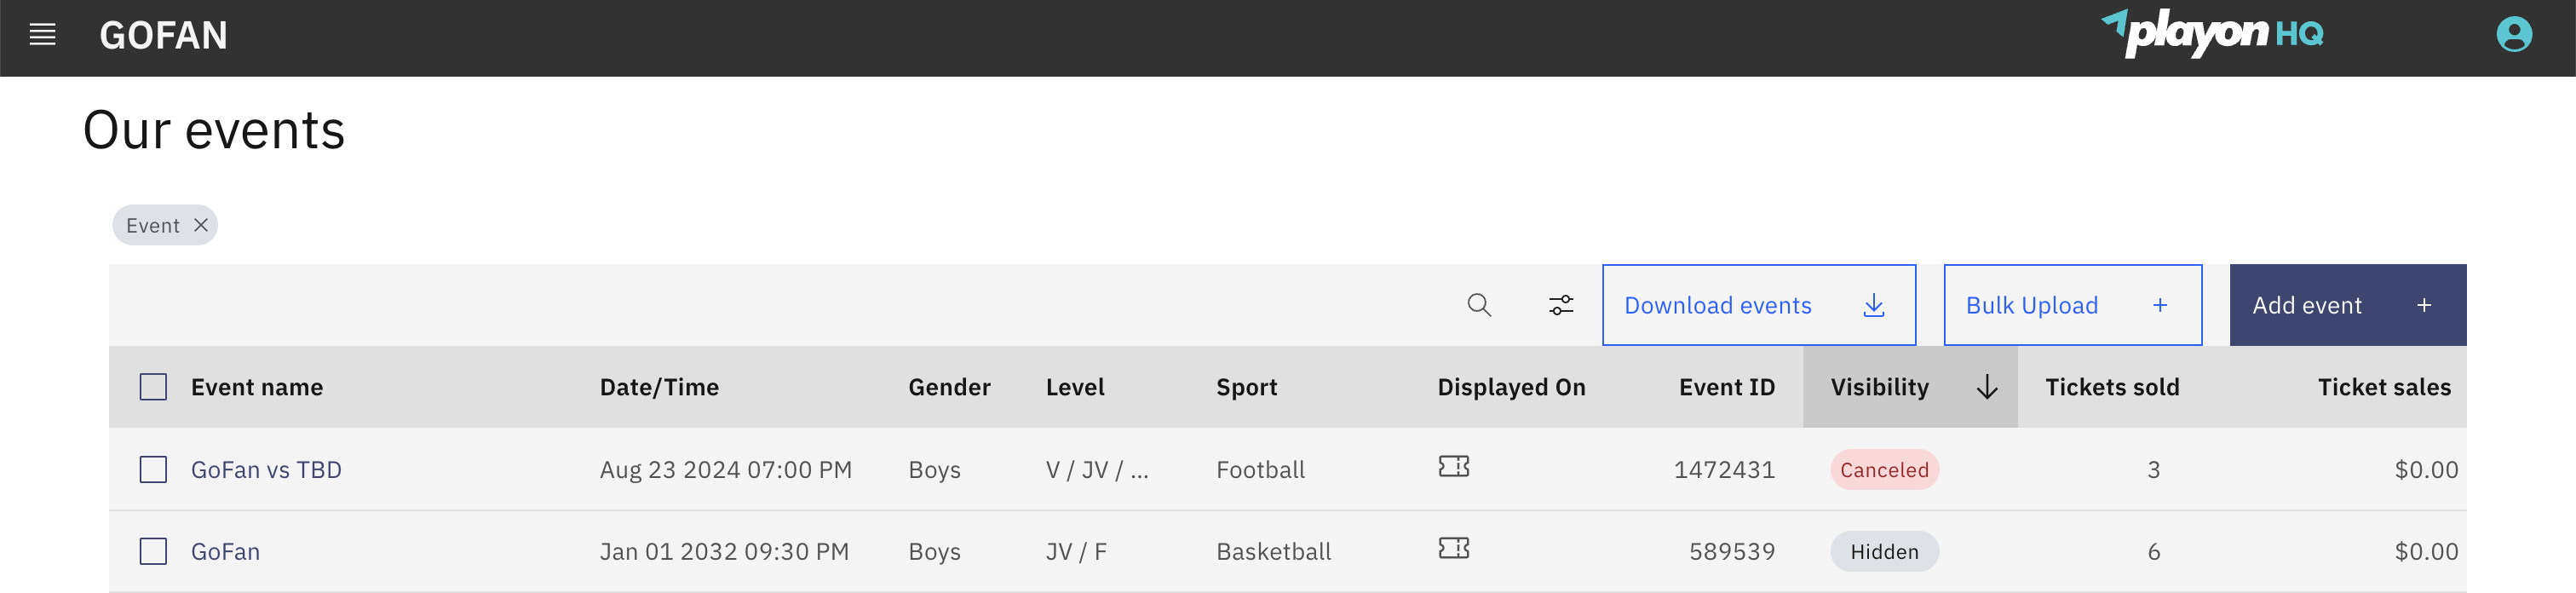 GOFAN playon HQ
Our events
Event
Download events Bulk Upload + Add event +
Event name Date/Time Gender Level Sport Displayed On Event ID Visibility Tickets sold Ticket sales
GoFan vs TBD Aug 23 2024 07:00 PM Boys V / JV / ... Football 1472431 Canceled 3 $0.00
GoFan Jan 01 2032 09:30 PM Boys JV / F Basketball 589539 Hidden 6 $0.00